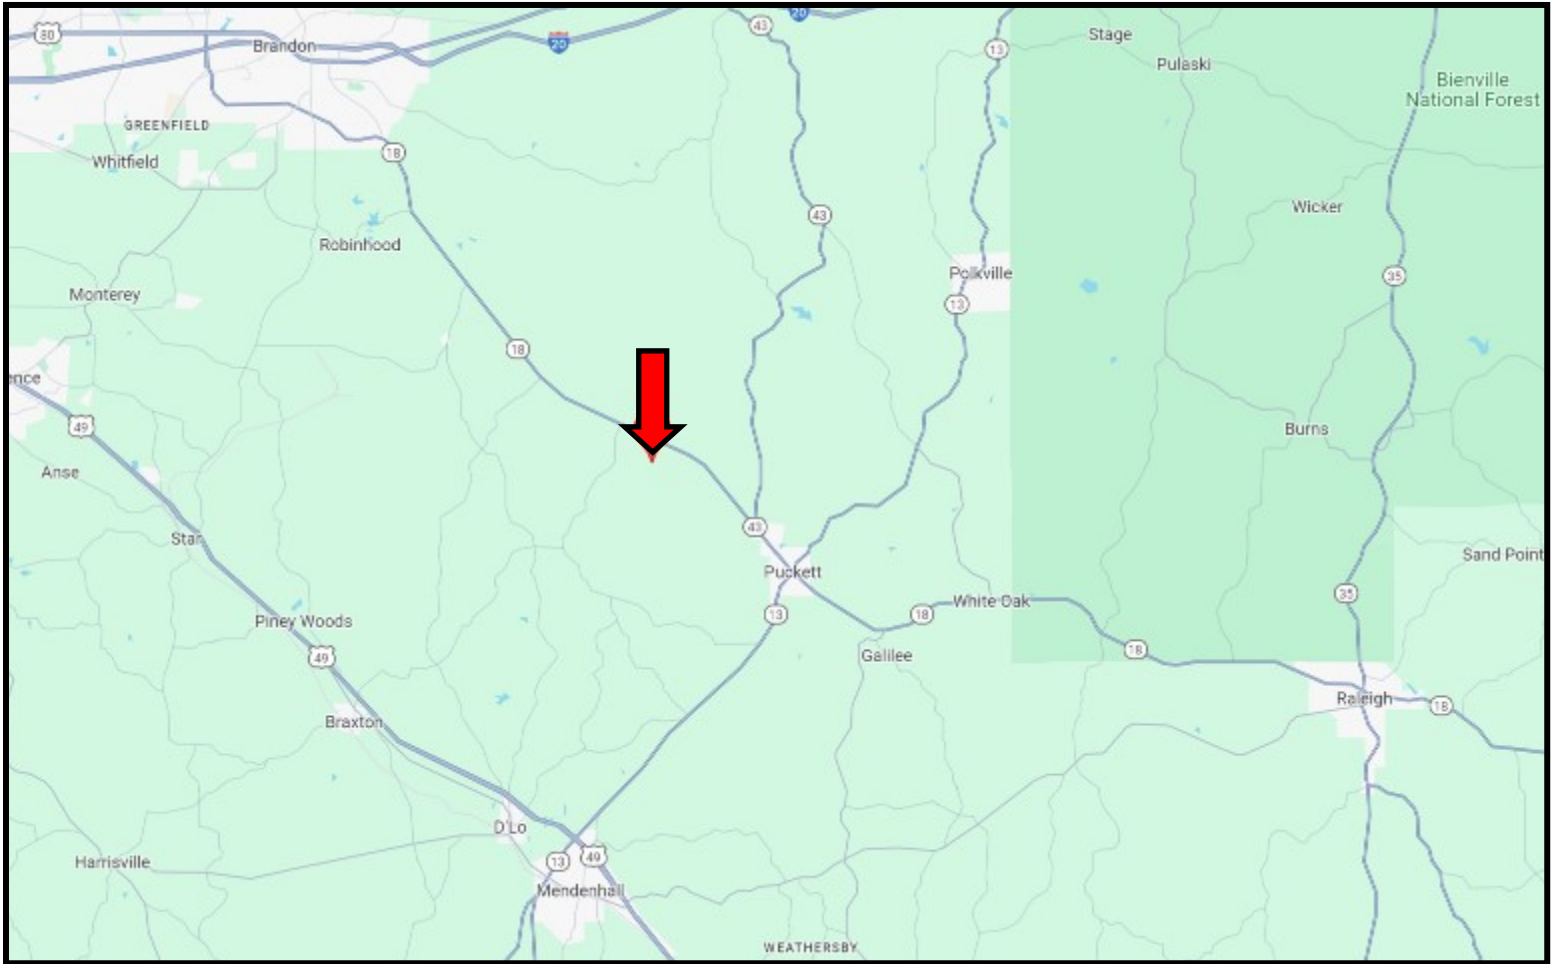 20
43
80
Brandon
20
13
Stage
Pulaski
Bienville
National Forest
GREENFIELD
Whitfield
18
Wicker
43
Robinhood
Polkville
35
Monterey
13
18
ence
49
Burns
Anse
43
Star
Sand Point
Puckett
35
White Oak
13
18
Piney Woods
49
Galilee
18
Raleigh
18
Braxton
D'Lo
Harrisville
13
49
Mendenhall
WEATHERSBY